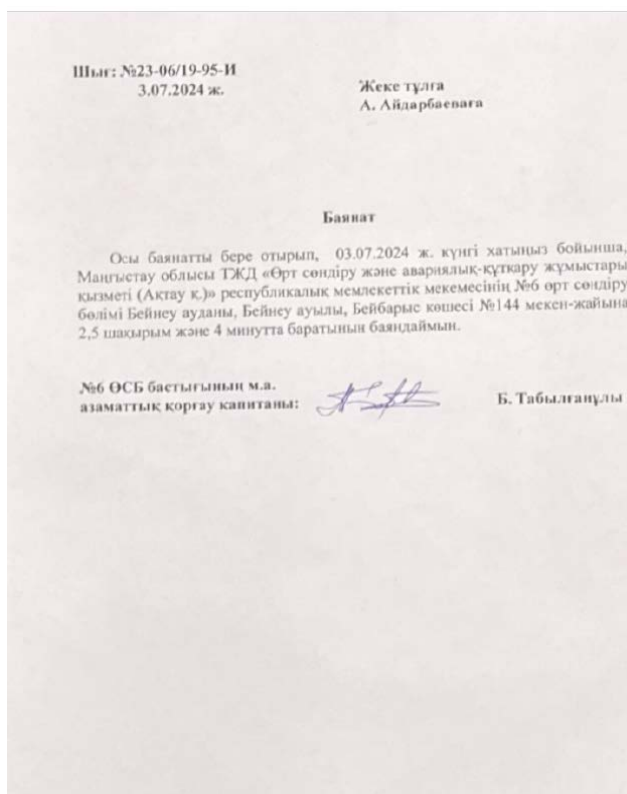 Шығ: №23-06/19-95-И
3.07.2024 ж.
Жеке тұлға
А. Айдарбаеваға
Баянат
Осы баянатты бере отырып, 03.07.2024 ж. күнгі хатыңыз бойынша,
Маңғыстау облысы ТЖД «Өрт сөндіру және авариялық-құтқару жұмыстары
қызметі (Ақтау қ.)» республикалық мемлекеттік мекемесінің №6 өрт сөндіру
бөлімі Бейнеу ауданы, Бейнеу ауылы, Бейбарыс көшесі №144 мекен-жайына
2,5 шақырым және 4 минутта баратынын баяндаймын.
№6 ӨСБ бастығының м.а.
азаматтық қорғау капитаны:
Б. Табылғанұлы